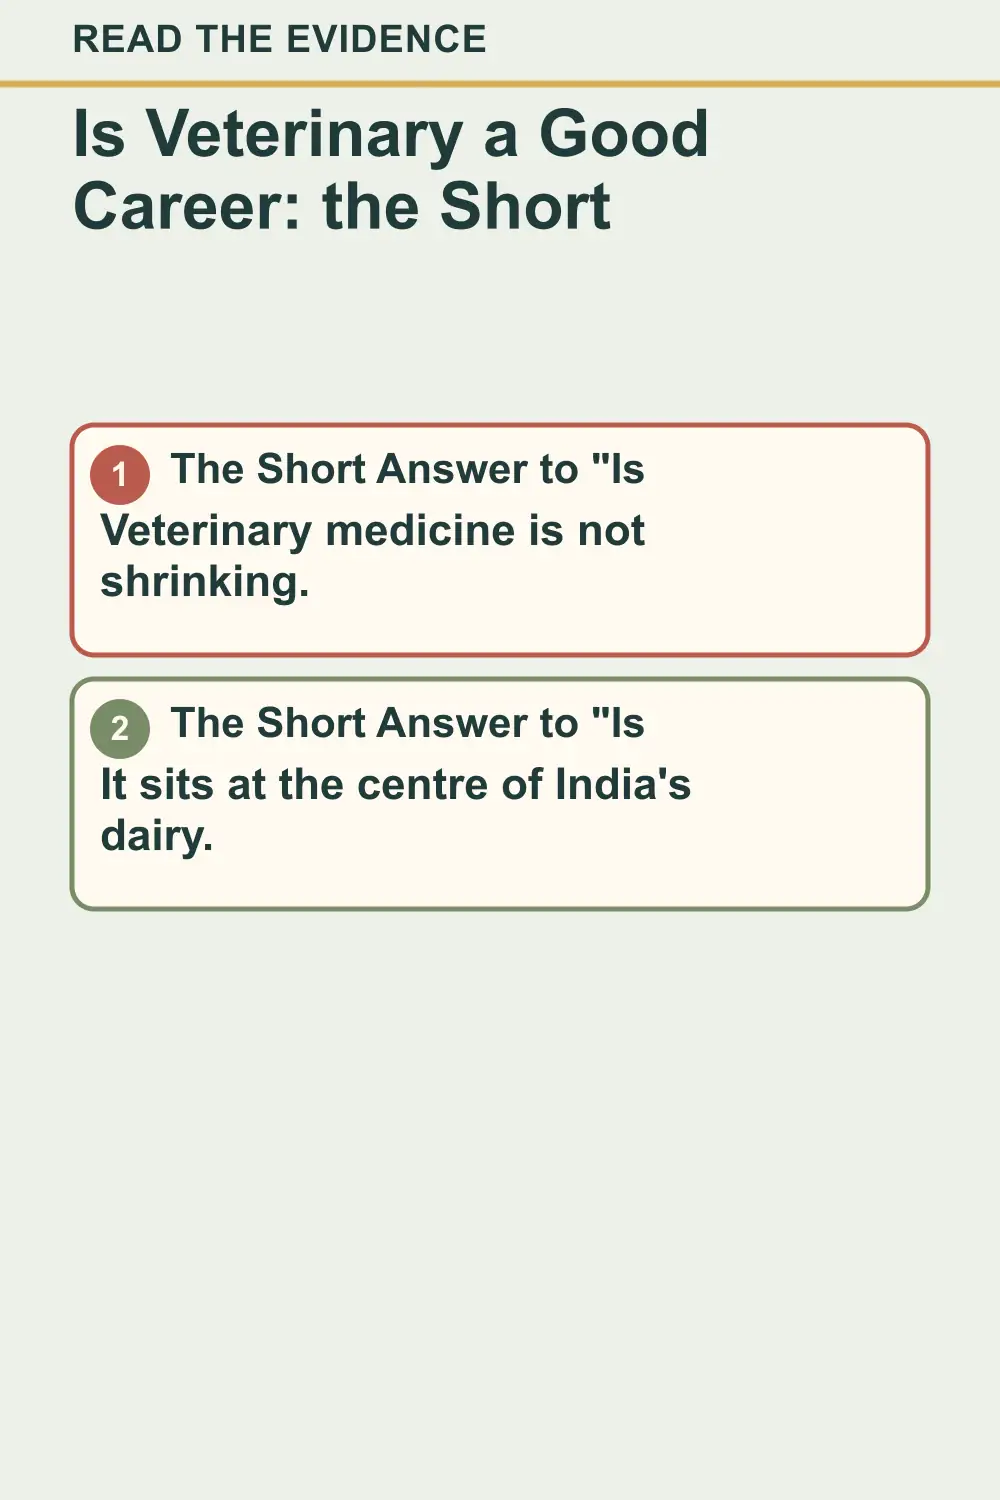 READ THE EVIDENCE
Is Veterinary a Good
Career: the Short
1 The Short Answer to "Is
Veterinary medicine is not
shrinking.
2 The Short Answer to "Is
It sits at the centre of India's
dairy.